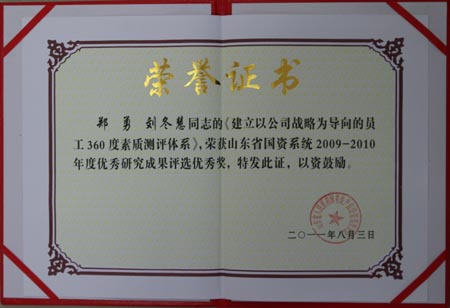 荣誉证书
郑勇 刘冬慧同志的《建立以公司战略为导向的员
工360度素质测评体系》，荣获山东省国资系统2009-2010
年度优秀研究成果评选优秀奖，特发此证，以资鼓励。
二〇一一年八月三日